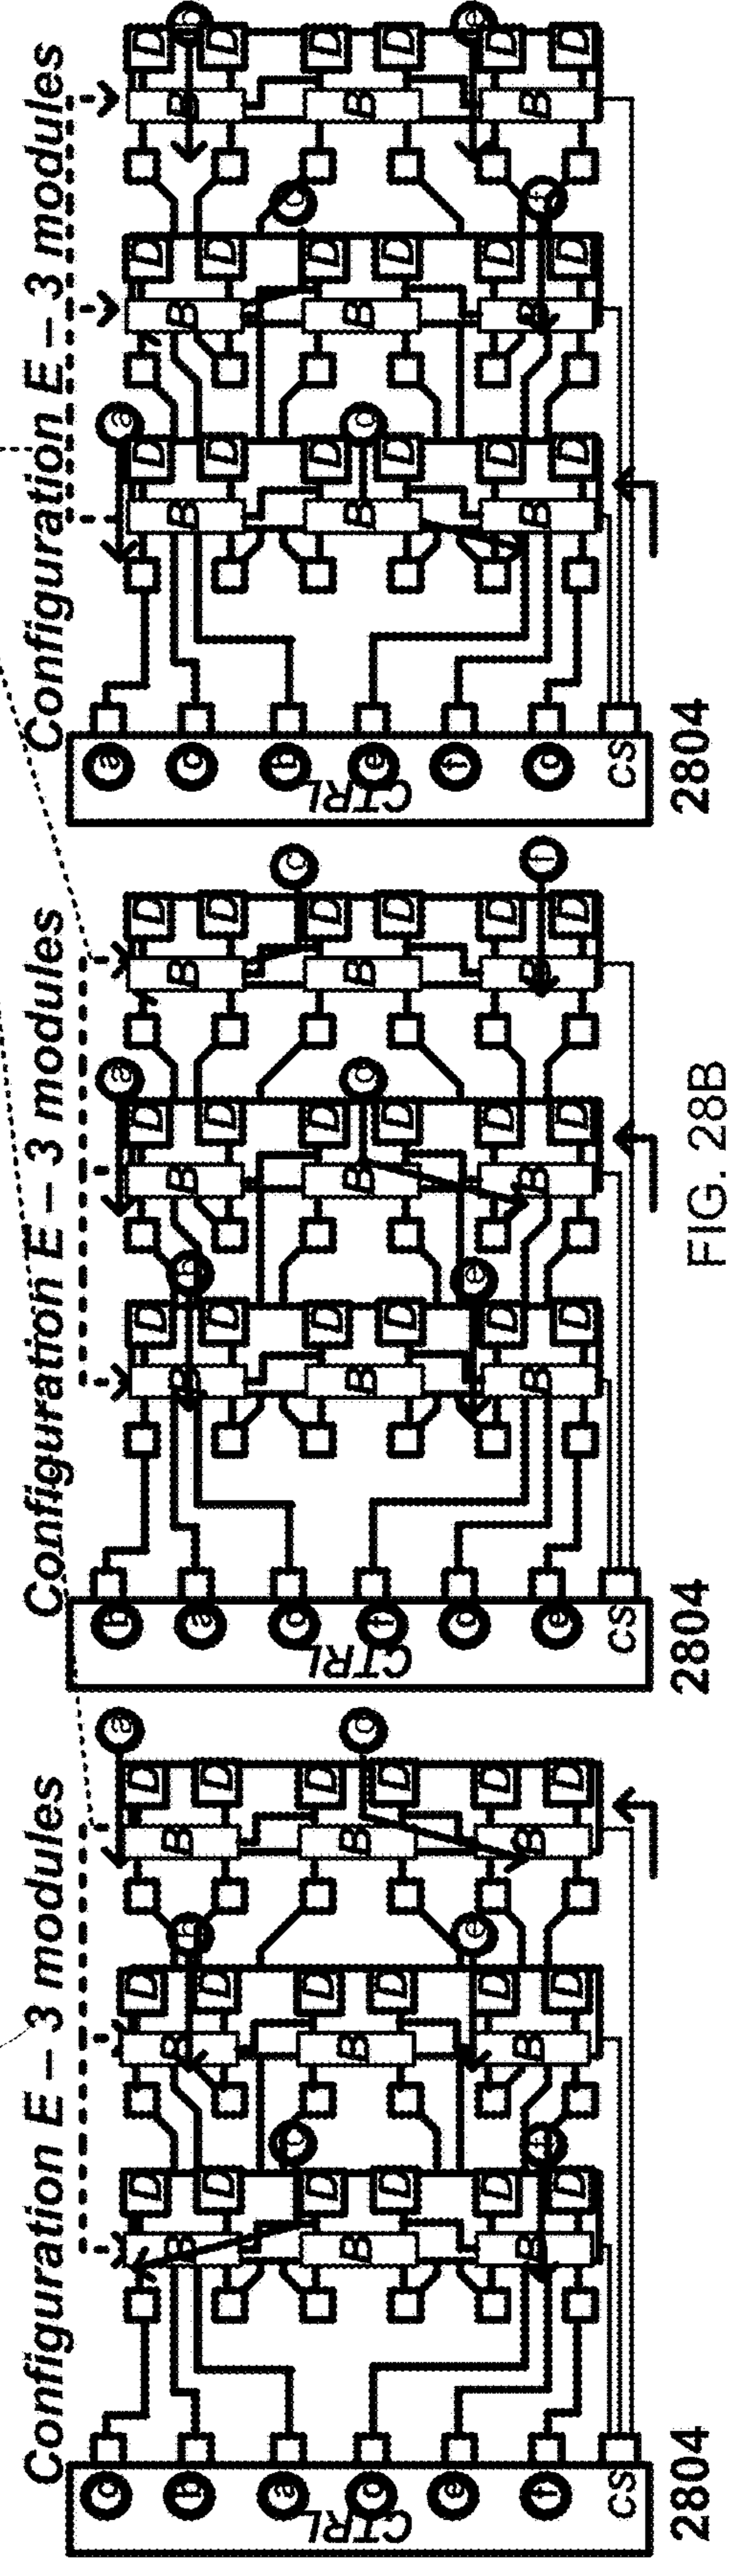 Configuration E – 3 modules
a
D D D
b b B B B
D D D
a
D D D
CTRL B B B
D D D
e e
D D D
f f B B B
D D D
CS
2804
Configuration E – 3 modules
b a
D D D
a b B B B
D D D
D D D
CTRL B B B
D D D
e
D D D
f B B B
e D D D
CS
2804
Configuration E – 3 modules
a a
D D D
b B B B
D D D
b
D D D
CTRL B B B
e D D D
e
D D D
f f B B B
D D D
CS
2804
FIG. 28B